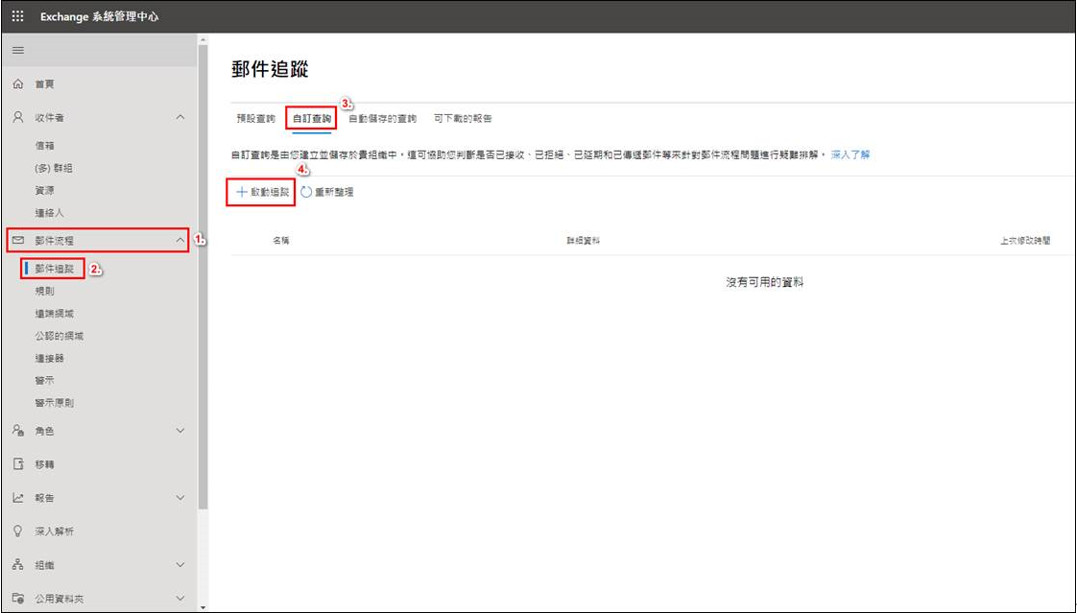 Exchange 系統管理中心
首頁
收件者
信箱
(多) 群組
資源
連絡人
郵件流程
1.
郵件追蹤
2.
規則
遠端網域
公認的網域
連接器
警示
警示原則
角色
移轉
報告
深入解析
組織
公用資料夾
郵件追蹤
3.
預設查詢 自訂查詢 自動儲存的查詢 可下載的報告
自訂查詢是由您建立並儲存於貴組織中，這可協助您判斷是否已接收、已拒絕、已延期和已傳遞郵件等來針對郵件流程問題進行疑難排解。 深入了解
4.
啟動追蹤 重新整理
名稱 詳細資料 上次修改時間
沒有可用的資料